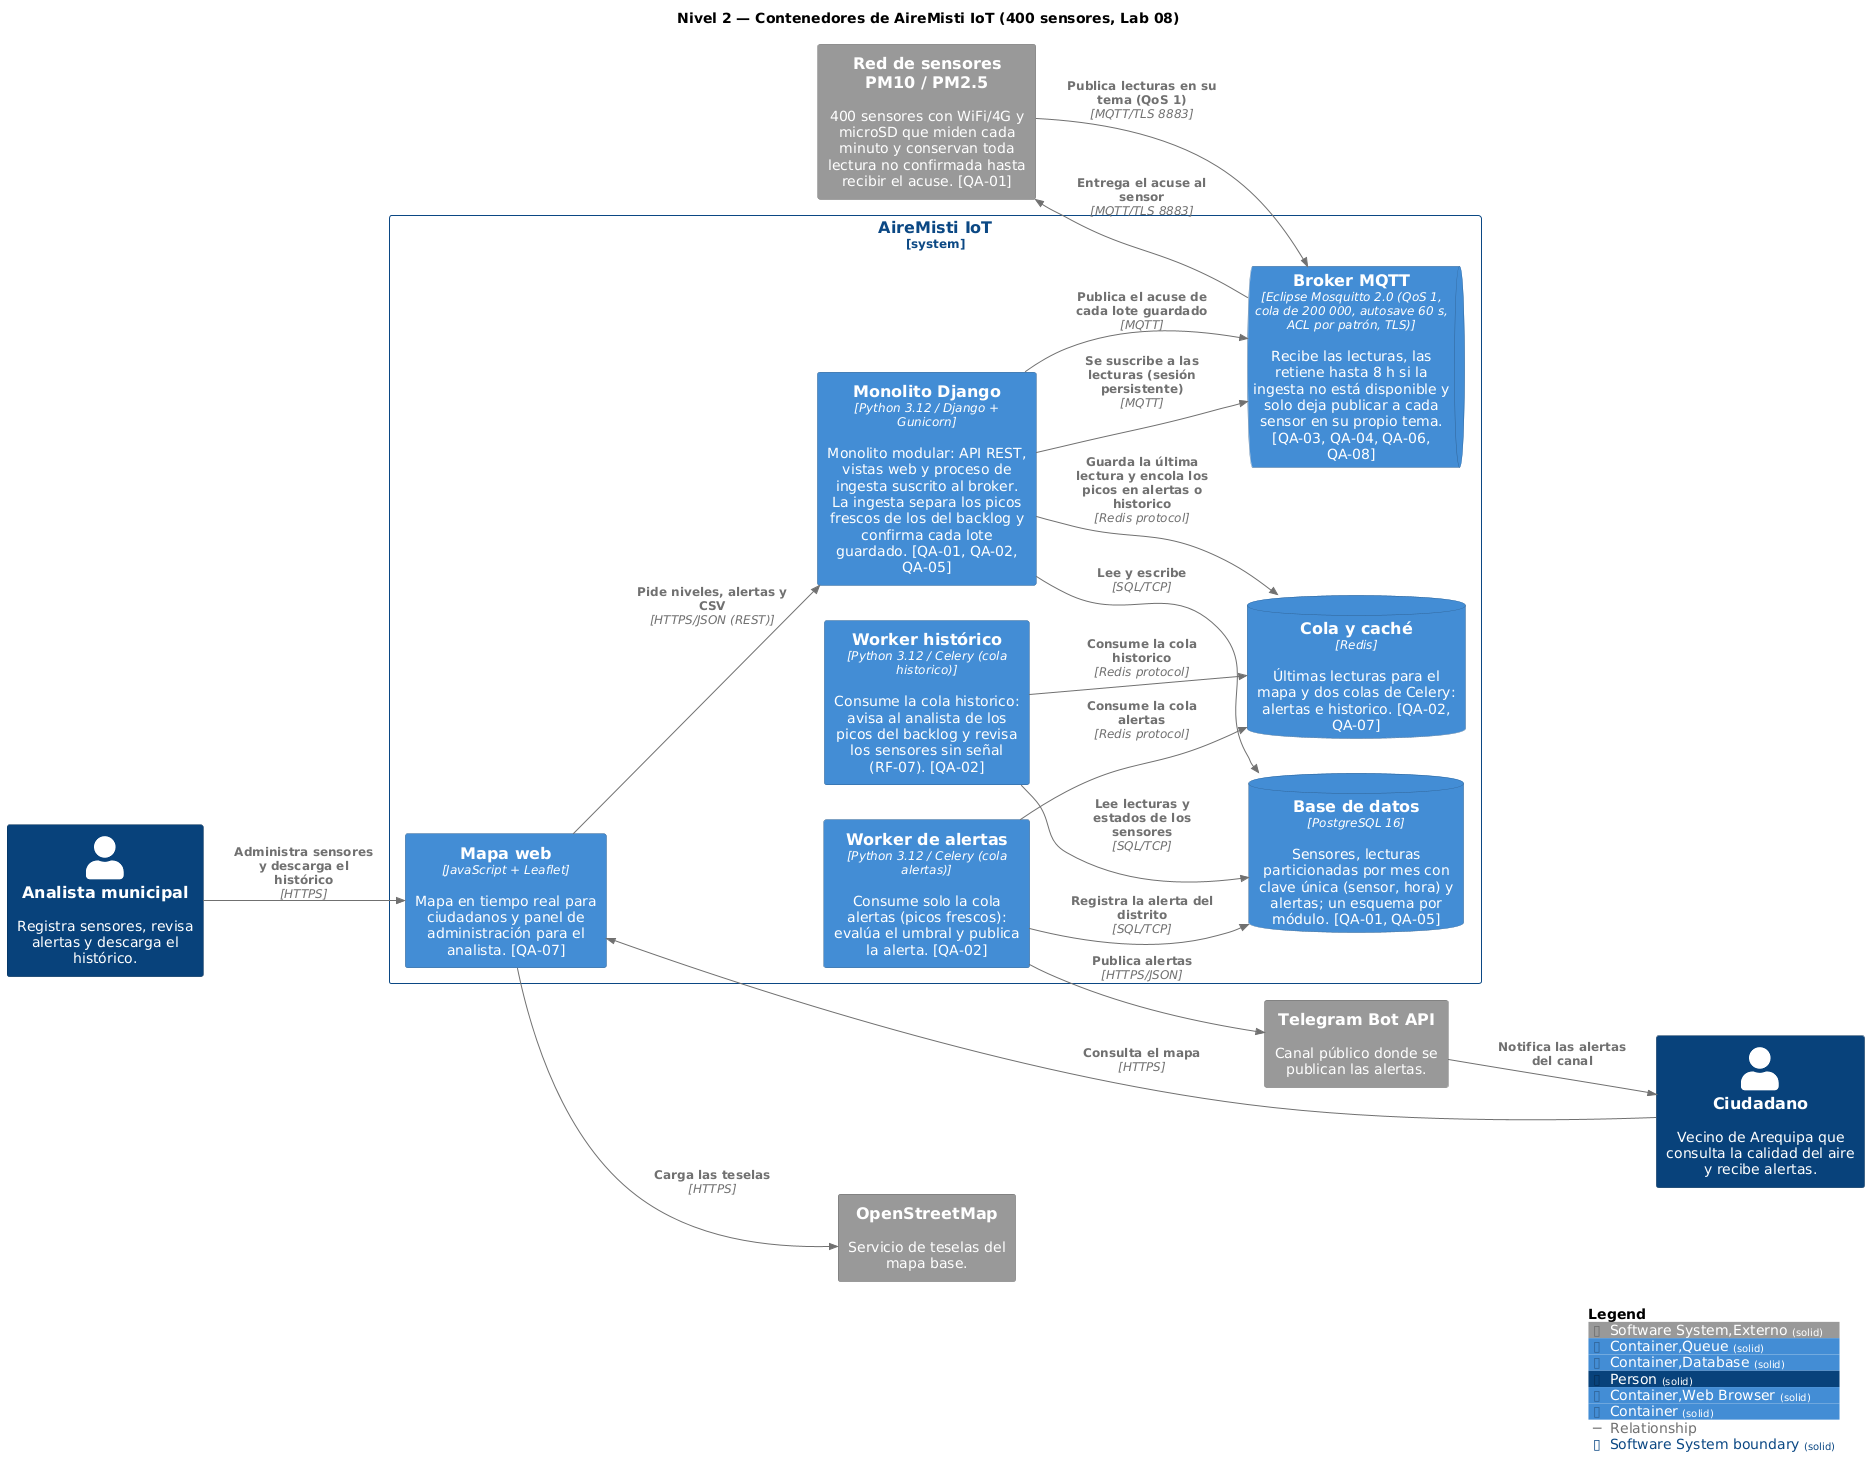 Nivel 2 — Contenedores de AireMisti IoT (400 sensores, Lab 08)
Red de sensores
PM10 / PM2.5
400 sensores con WiFi/4G y
microSD que miden cada
minuto y conservan toda
lectura no confirmada hasta
recibir el acuse. [QA-01]
Publica lecturas en su
tema (QoS 1)
[MQTT/TLS 8883]
Entrega el acuse al
sensor
[MQTT/TLS 8883]
AireMisti IoT
[system]
Broker MQTT
[Eclipse Mosquitto 2.0 (QoS 1,
cola de 200 000, autosave 60 s,
ACL por patrón, TLS)]
Recibe las lecturas, las
retiene hasta 8 h si la
ingesta no está disponible y
solo deja publicar a cada
sensor en su propio tema.
[QA-03, QA-04, QA-06,
QA-08]
Publica el acuse de
cada lote guardado
[MQTT]
Se suscribe a las
lecturas (sesión
persistente)
[MQTT]
Monolito Django
[Python 3.12 / Django +
Gunicorn]
Monolito modular: API REST,
vistas web y proceso de
ingesta suscrito al broker.
La ingesta separa los picos
frescos de los del backlog y
confirma cada lote
guardado. [QA-01, QA-02,
QA-05]
Guarda la última
lectura y encola los
picos en alertas o
historico
[Redis protocol]
Lee y escribe
[SQL/TCP]
Pide niveles, alertas y
CSV
[HTTPS/JSON (REST)]
Cola y caché
[Redis]
Últimas lecturas para el
mapa y dos colas de Celery:
alertas e historico. [QA-02,
QA-07]
Worker histórico
[Python 3.12 / Celery (cola
historico)]
Consume la cola historico:
avisa al analista de los
picos del backlog y revisa
los sensores sin señal
(RF-07). [QA-02]
Consume la cola
historico
[Redis protocol]
Consume la cola
alertas
[Redis protocol]
Lee lecturas y
estados de los
sensores
[SQL/TCP]
Base de datos
[PostgreSQL 16]
Sensores, lecturas
particionadas por mes con
clave única (sensor, hora) y
alertas; un esquema por
módulo. [QA-01, QA-05]
Worker de alertas
[Python 3.12 / Celery (cola
alertas)]
Consume solo la cola
alertas (picos frescos):
evalúa el umbral y publica
la alerta. [QA-02]
Registra la alerta del
distrito
[SQL/TCP]
Publica alertas
[HTTPS/JSON]
Analista municipal
Registra sensores, revisa
alertas y descarga el
histórico.
Administra sensores
y descarga el
histórico
[HTTPS]
Mapa web
[JavaScript + Leaflet]
Mapa en tiempo real para
ciudadanos y panel de
administración para el
analista. [QA-07]
Telegram Bot API
Canal público donde se
publican las alertas.
Notifica las alertas
del canal
Consulta el mapa
[HTTPS]
Ciudadano
Vecino de Arequipa que
consulta la calidad del aire
y recibe alertas.
Carga las teselas
[HTTPS]
OpenStreetMap
Servicio de teselas del
mapa base.
Legend
Software System,Externo (solid)
Container,Queue (solid)
Container,Database (solid)
Person (solid)
Container,Web Browser (solid)
Container (solid)
Relationship
Software System boundary (solid)